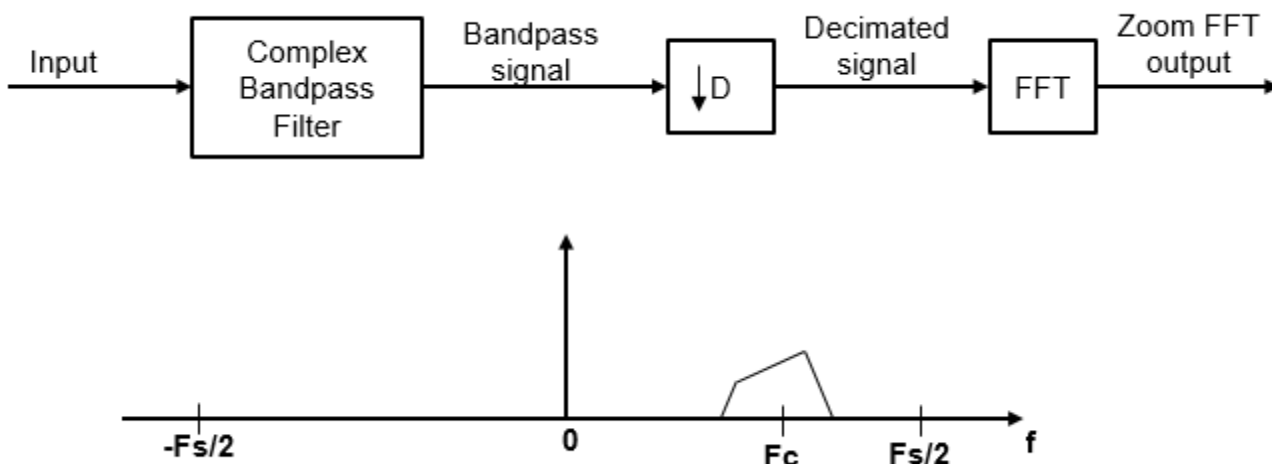 Input
Complex
Bandpass
Filter
Bandpass
signal
↓D
Decimated
signal
FFT
Zoom FFT
output
-Fs/2
0
Fc
Fs/2
f